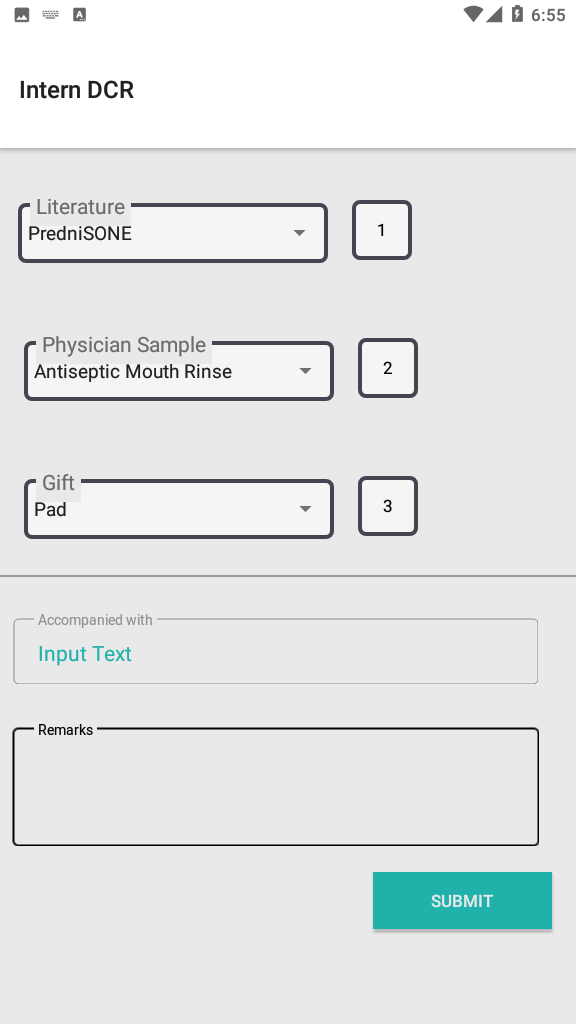 6:55
Intern DCR
Literature
PredniSONE
1
Physician Sample
Antiseptic Mouth Rinse
2
Gift
Pad
3
Accompanied with
Input Text
Remarks
SUBMIT